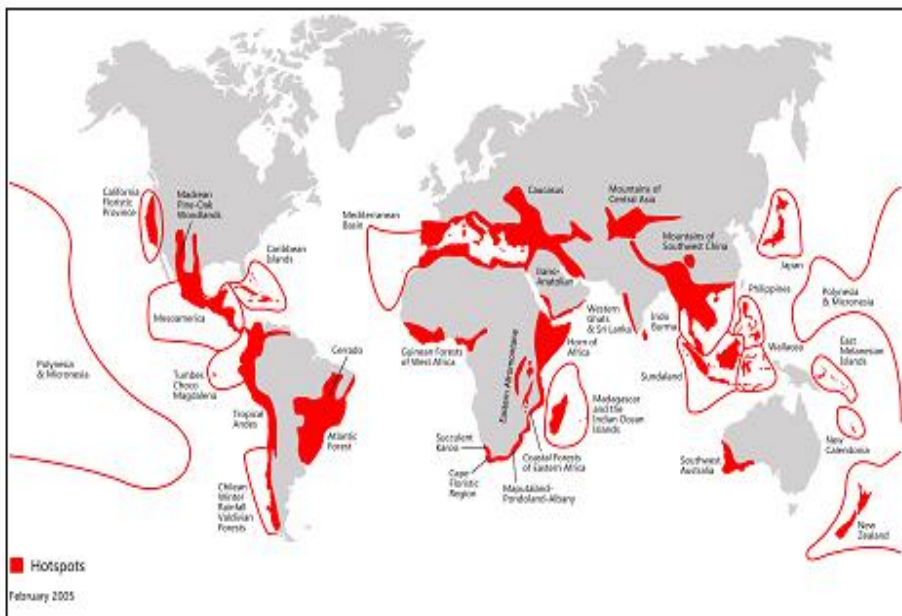 California
Floristic
Province
Madrean
Pine-Oak
Woodlands
Caribbean
Islands
Mesoamerica
Polynesia
& Micronesia
Tumbes
Choco
Magdalena
Tropical
Andes
Cerrado
Atlantic
Forest
Chilean
Winter
Rainfall
Valdivian
Forests
Mediterranean
Basin
Caucasus
Irano-
Anatolian
Mountains of
Central Asia
Mountains of
Southwest China
Guinean Forests
of West Africa
Eastern Afromontane
Horn of
Africa
Western
Ghats
& Sri Lanka
Indo
Burma
Madagascar
and the
Indian Ocean
Islands
Coastal Forests
of Eastern Africa
Succulent
Karoo
Cape
Floristic
Region
Maputaland-
Pondoland-Albany
Japan
Philippines
Polynesia
& Micronesia
Wallacea
Sundaland
East
Melanesian
Islands
New
Caledonia
Southwest
Australia
New
Zealand
Hotspots
February 2005